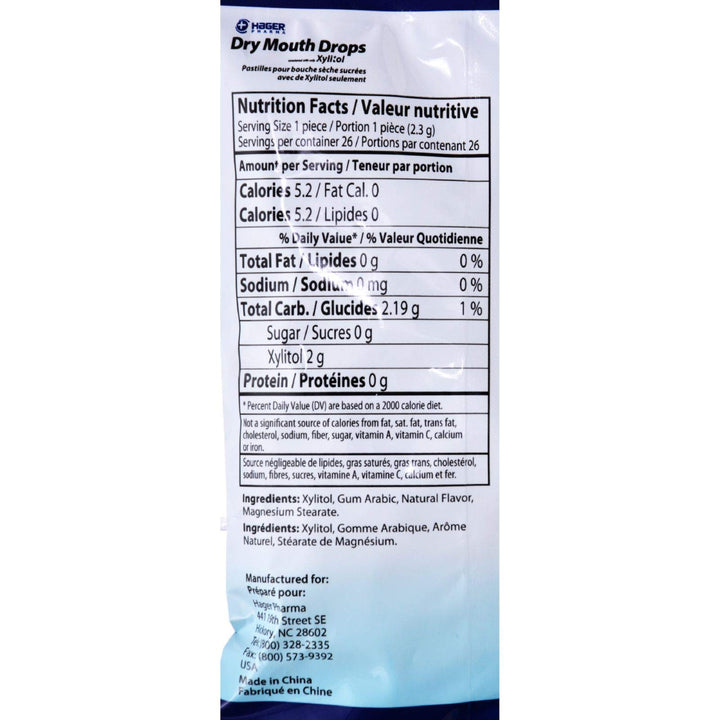 HAGER
PHARMA
Dry Mouth Drops
Xylitol
Pastilles pour bouche sèche sucrées
avec de Xylitol seulement
Nutrition Facts / Valeur nutritive
Serving Size 1 piece / Portion 1 pièce (2.3 g)
Servings per container 26 / Portions par contenant 26
Amount per Serving / Teneur par portion
Calories 5.2 / Fat Cal. 0
Calories 5.2 / Lipides 0
% Daily Value* / % Valeur Quotidienne
Total Fat / Lipides 0 g 0 %
Sodium / Sodium 0 mg 0 %
Total Carb. / Glucides 2.19 g 1 %
Sugar / Sucres 0 g
Xylitol 2 g
Protein / Protéines 0 g
* Percent Daily Value (DV) are based on a 2000 calorie diet.
Not a significant source of calories from fat, sat. fat, trans fat,
cholesterol, sodium, fiber, sugar, vitamin A, vitamin C, calcium
or iron.
Source négligeable de lipides, gras saturés, gras trans, cholestérol,
sodium, fibres, sucres, vitamine A, vitamine C, calcium et fer.
Ingredients: Xylitol, Gum Arabic, Natural Flavor,
Magnesium Stearate.
Ingrédients: Xylitol, Gomme Arabique, Arôme
Naturel, Stéarate de Magnésium.
Manufactured for:
Préparé pour:
Hager Pharma
441 19th Street SE
Hickory, NC 28602
Tel (800) 328-2335
Fax: (800) 573-9392
USA
Made in China
Fabriqué en Chine